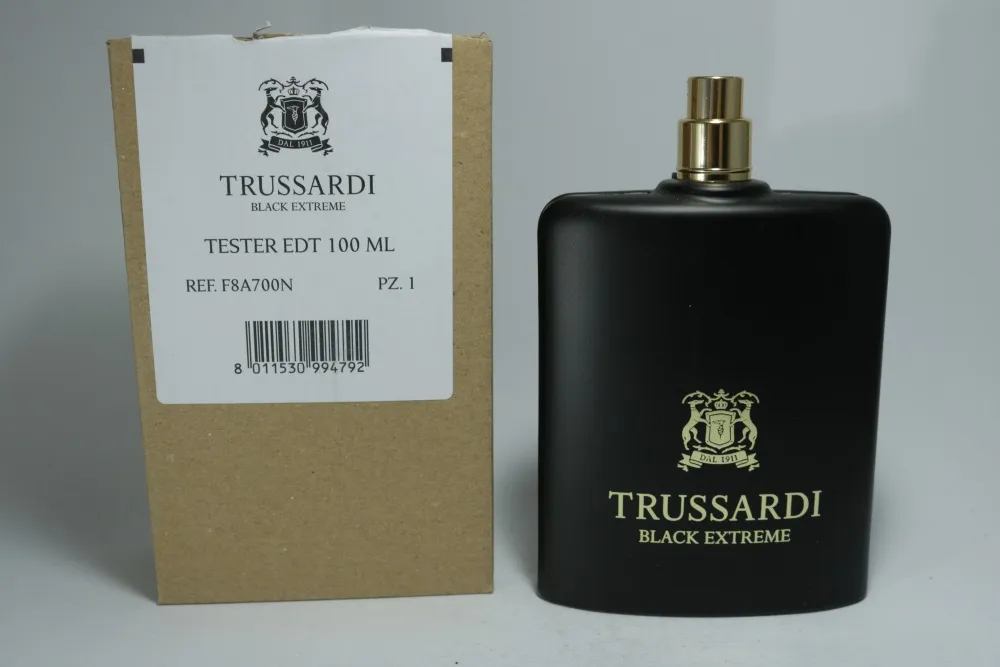 DAL 1911
TRUSSARDI
BLACK EXTREME
TESTER EDT 100 ML
REF. F8A700N PZ. 1
8 011530 994792
DAL 1911
TRUSSARDI
BLACK EXTREME